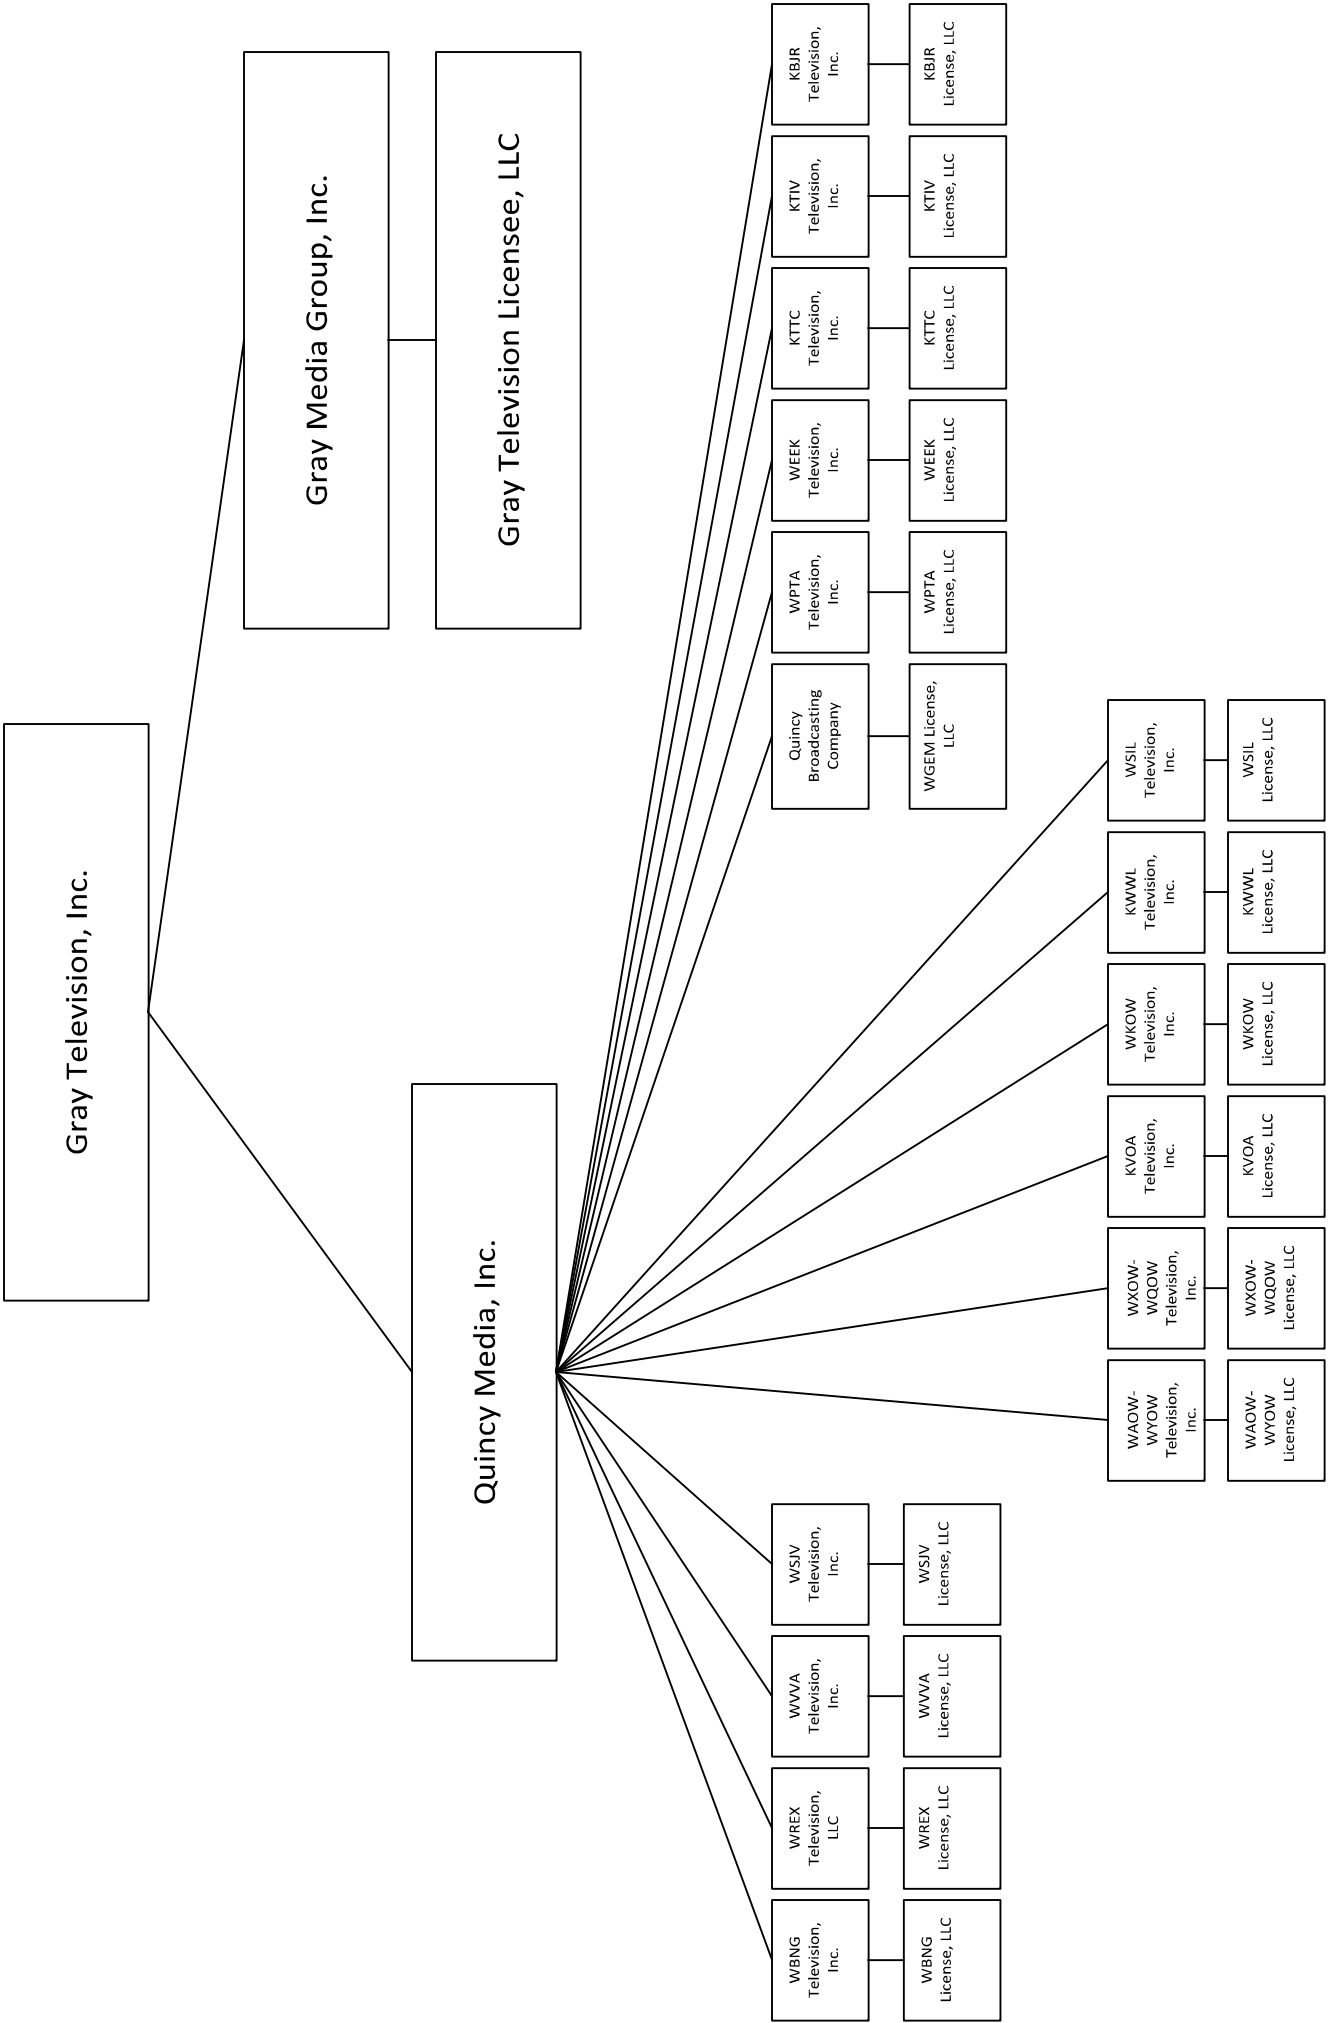 Gray Television, Inc.
Quincy Media, Inc.
Gray Media Group, Inc.
Gray Television Licensee, LLC
WBNG
Television,
Inc.
WREX
Television,
LLC
WVVA
Television,
Inc.
WSJV
Television,
Inc.
Quincy
Broadcasting
Company
WPTA
Television,
Inc.
WEEK
Television,
Inc.
KTTC
Television,
Inc.
KTIV
Television,
Inc.
KBJR
Television,
Inc.
WBNG
License, LLC
WREX
License, LLC
WVVA
License, LLC
WSJV
License, LLC
WGEM License,
LLC
WPTA
License, LLC
WEEK
License, LLC
KTTC
License, LLC
KTIV
License, LLC
KBJR
License, LLC
WAOW-
WYOW
Television,
Inc.
WXOW-
WQOW
Television,
Inc.
KVOA
Television,
Inc.
WKOW
Television,
Inc.
KWWL
Television,
Inc.
WSIL
Television,
Inc.
WAOW-
WYOW
License, LLC
WXOW-
WQOW
License, LLC
KVOA
License, LLC
WKOW
License, LLC
KWWL
License, LLC
WSIL
License, LLC